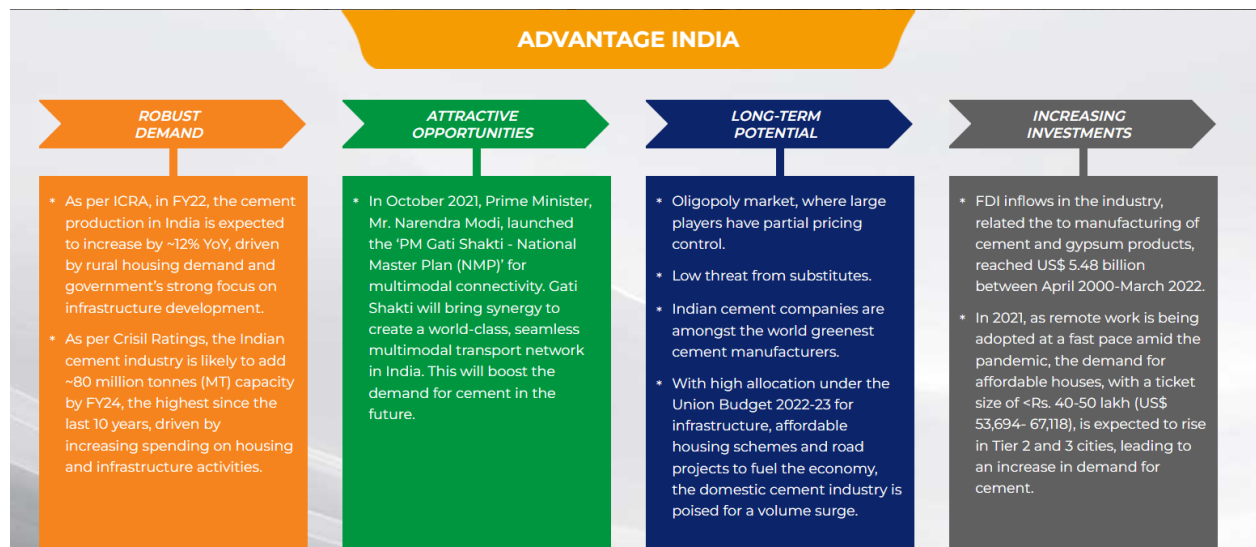 ADVANTAGE INDIA
ROBUST
DEMAND
* As per ICRA, in FY22, the cement
production in India is expected
to increase by ~12% YoY, driven
by rural housing demand and
government's strong focus on
infrastructure development.
* As per Crisil Ratings, the Indian
cement industry is likely to add
~80 million tonnes (MT) capacity
by FY24, the highest since the
last 10 years, driven by
increasing spending on housing
and infrastructure activities.
ATTRACTIVE
OPPORTUNITIES
* In October 2021, Prime Minister,
Mr. Narendra Modi, launched
the 'PM Gati Shakti - National
Master Plan (NMP)' for
multimodal connectivity. Gati
Shakti will bring synergy to
create a world-class, seamless
multimodal transport network
in India. This will boost the
demand for cement in the
future.
LONG-TERM
POTENTIAL
* Oligopoly market, where large
players have partial pricing
control.
* Low threat from substitutes.
* Indian cement companies are
amongst the world greenest
cement manufacturers.
* With high allocation under the
Union Budget 2022-23 for
infrastructure, affordable
housing schemes and road
projects to fuel the economy,
the domestic cement industry is
poised for a volume surge.
INCREASING
INVESTMENTS
* FDI inflows in the industry,
related the to manufacturing of
cement and gypsum products,
reached US$ 5.48 billion
between April 2000-March 2022.
* In 2021, as remote work is being
adopted at a fast pace amid the
pandemic, the demand for
affordable houses, with a ticket
size of <Rs. 40-50 lakh (US$
53,694- 67,118), is expected to rise
in Tier 2 and 3 cities, leading to
an increase in demand for
cement.